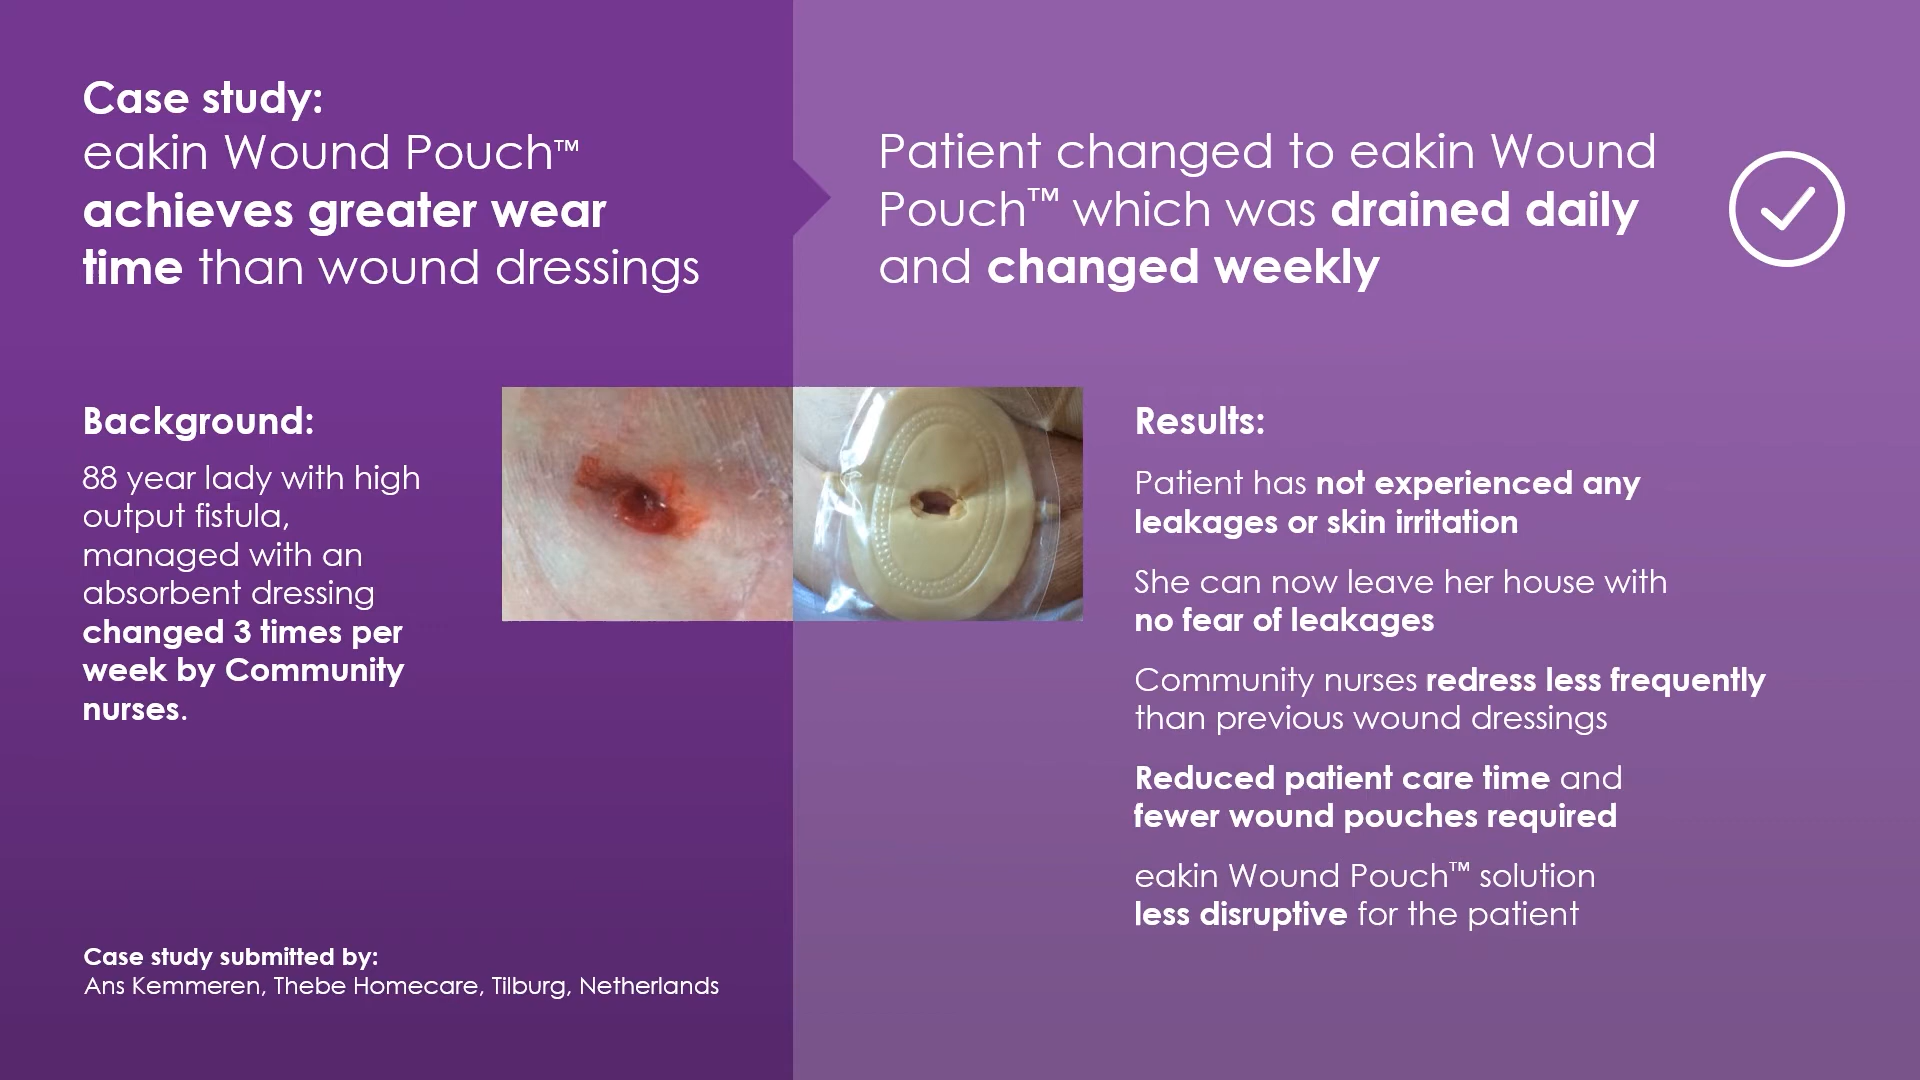 Case study:
eakin Wound Pouch™
achieves greater wear
time than wound dressings
Patient changed to eakin Wound
Pouch™ which was drained daily
and changed weekly
Background:
88 year lady with high
output fistula,
managed with an
absorbent dressing
changed 3 times per
week by Community
nurses.
Results:
Patient has not experienced any
leakages or skin irritation
She can now leave her house with
no fear of leakages
Community nurses redress less frequently
than previous wound dressings
Reduced patient care time and
fewer wound pouches required
eakin Wound Pouch™ solution
less disruptive for the patient
Case study submitted by:
Ans Kemmeren, Thebe Homecare, Tilburg, Netherlands